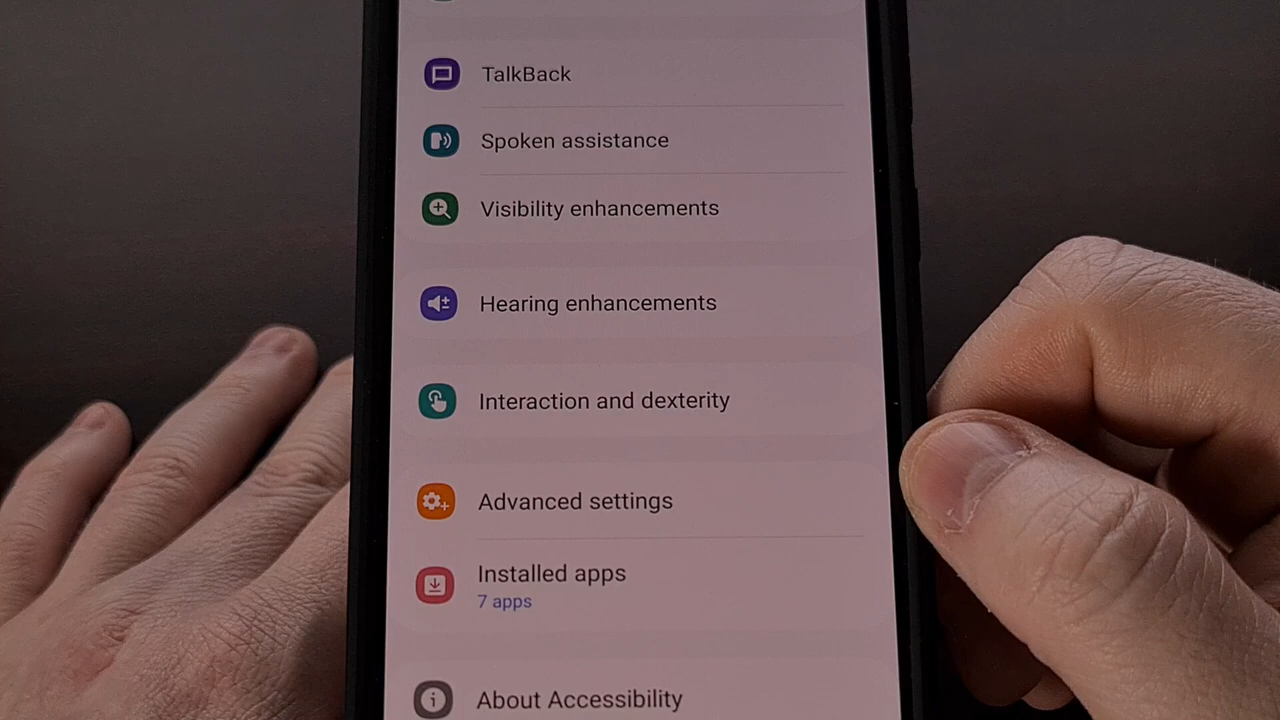 TalkBack
Spoken assistance
Visibility enhancements
Hearing enhancements
Interaction and dexterity
Advanced settings
Installed apps
7 apps
About Accessibility